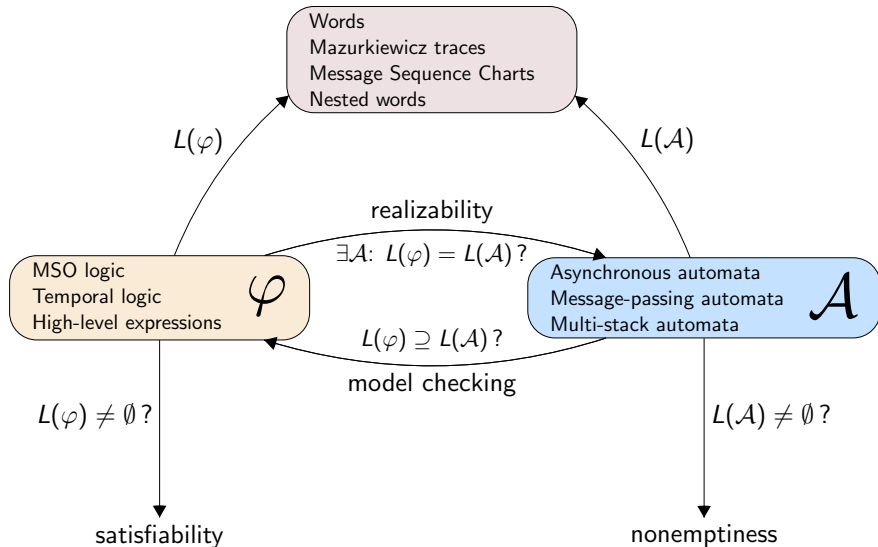 Words
Mazurkiewicz traces
Message Sequence Charts
Nested words
L(φ)
L(𝒜)
realizability
∃𝒜: L(φ) = L(𝒜) ?
MSO logic
Temporal logic
High-level expressions
φ
Asynchronous automata
Message-passing automata
Multi-stack automata
𝒜
L(φ) ⊇ L(𝒜) ?
model checking
L(φ) ≠ ∅ ?
L(𝒜) ≠ ∅ ?
satisfiability
nonemptiness